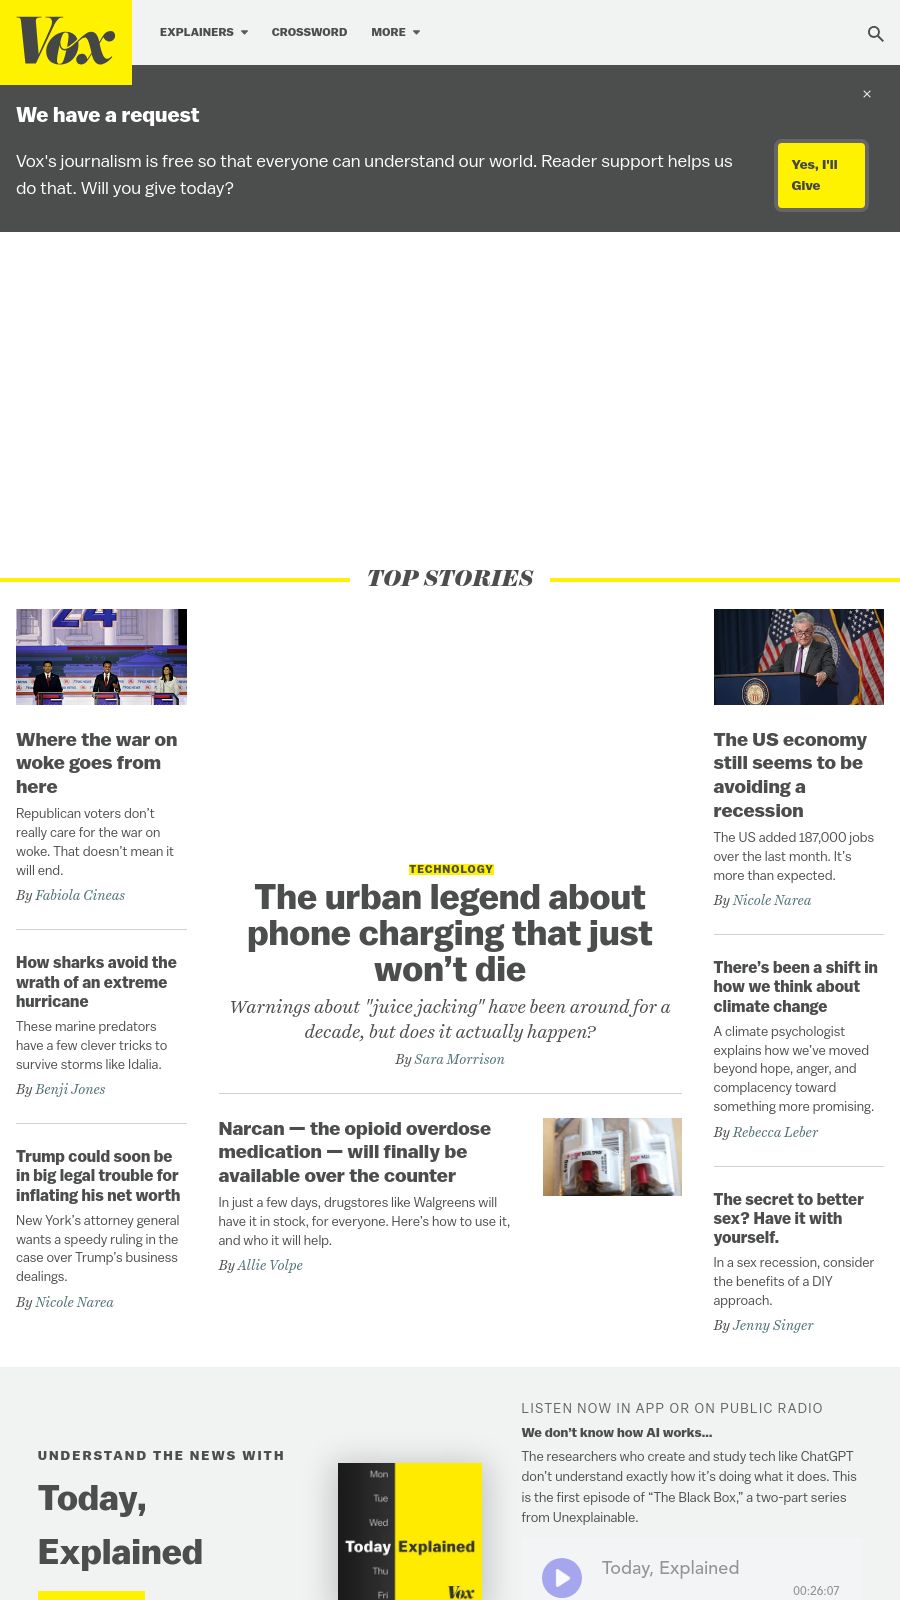 Vox
EXPLAINERS
CROSSWORD
MORE
We have a request
×
Vox's journalism is free so that everyone can understand our world. Reader support helps us
do that. Will you give today?
Yes, I'll
Give
TOP STORIES
24
Where the war on
woke goes from
here
Republican voters don’t
really care for the war on
woke. That doesn’t mean it
will end.
By Fabiola Cineas
How sharks avoid the
wrath of an extreme
hurricane
These marine predators
have a few clever tricks to
survive storms like Idalia.
By Benji Jones
Trump could soon be
in big legal trouble for
inflating his net worth
New York’s attorney general
wants a speedy ruling in the
case over Trump’s business
dealings.
By Nicole Narea
TECHNOLOGY
The urban legend about
phone charging that just
won’t die
Warnings about "juice jacking" have been around for a
decade, but does it actually happen?
By Sara Morrison
Narcan — the opioid overdose
medication — will finally be
available over the counter
In just a few days, drugstores like Walgreens will
have it in stock, for everyone. Here’s how to use it,
and who it will help.
By Allie Volpe
The US economy
still seems to be
avoiding a
recession
The US added 187,000 jobs
over the last month. It’s
more than expected.
By Nicole Narea
There’s been a shift in
how we think about
climate change
A climate psychologist
explains how we’ve moved
beyond hope, anger, and
complacency toward
something more promising.
By Rebecca Leber
The secret to better
sex? Have it with
yourself.
In a sex recession, consider
the benefits of a DIY
approach.
By Jenny Singer
UNDERSTAND THE NEWS WITH
Today,
Explained
Mon
Tue
Wed
Today Explained
Thu
Fri
Vox
LISTEN NOW IN APP OR ON PUBLIC RADIO
We don’t know how AI works…
The researchers who create and study tech like ChatGPT
don’t understand exactly how it’s doing what it does. This
is the first episode of “The Black Box,” a two-part series
from Unexplainable.
Today, Explained
00:26:07